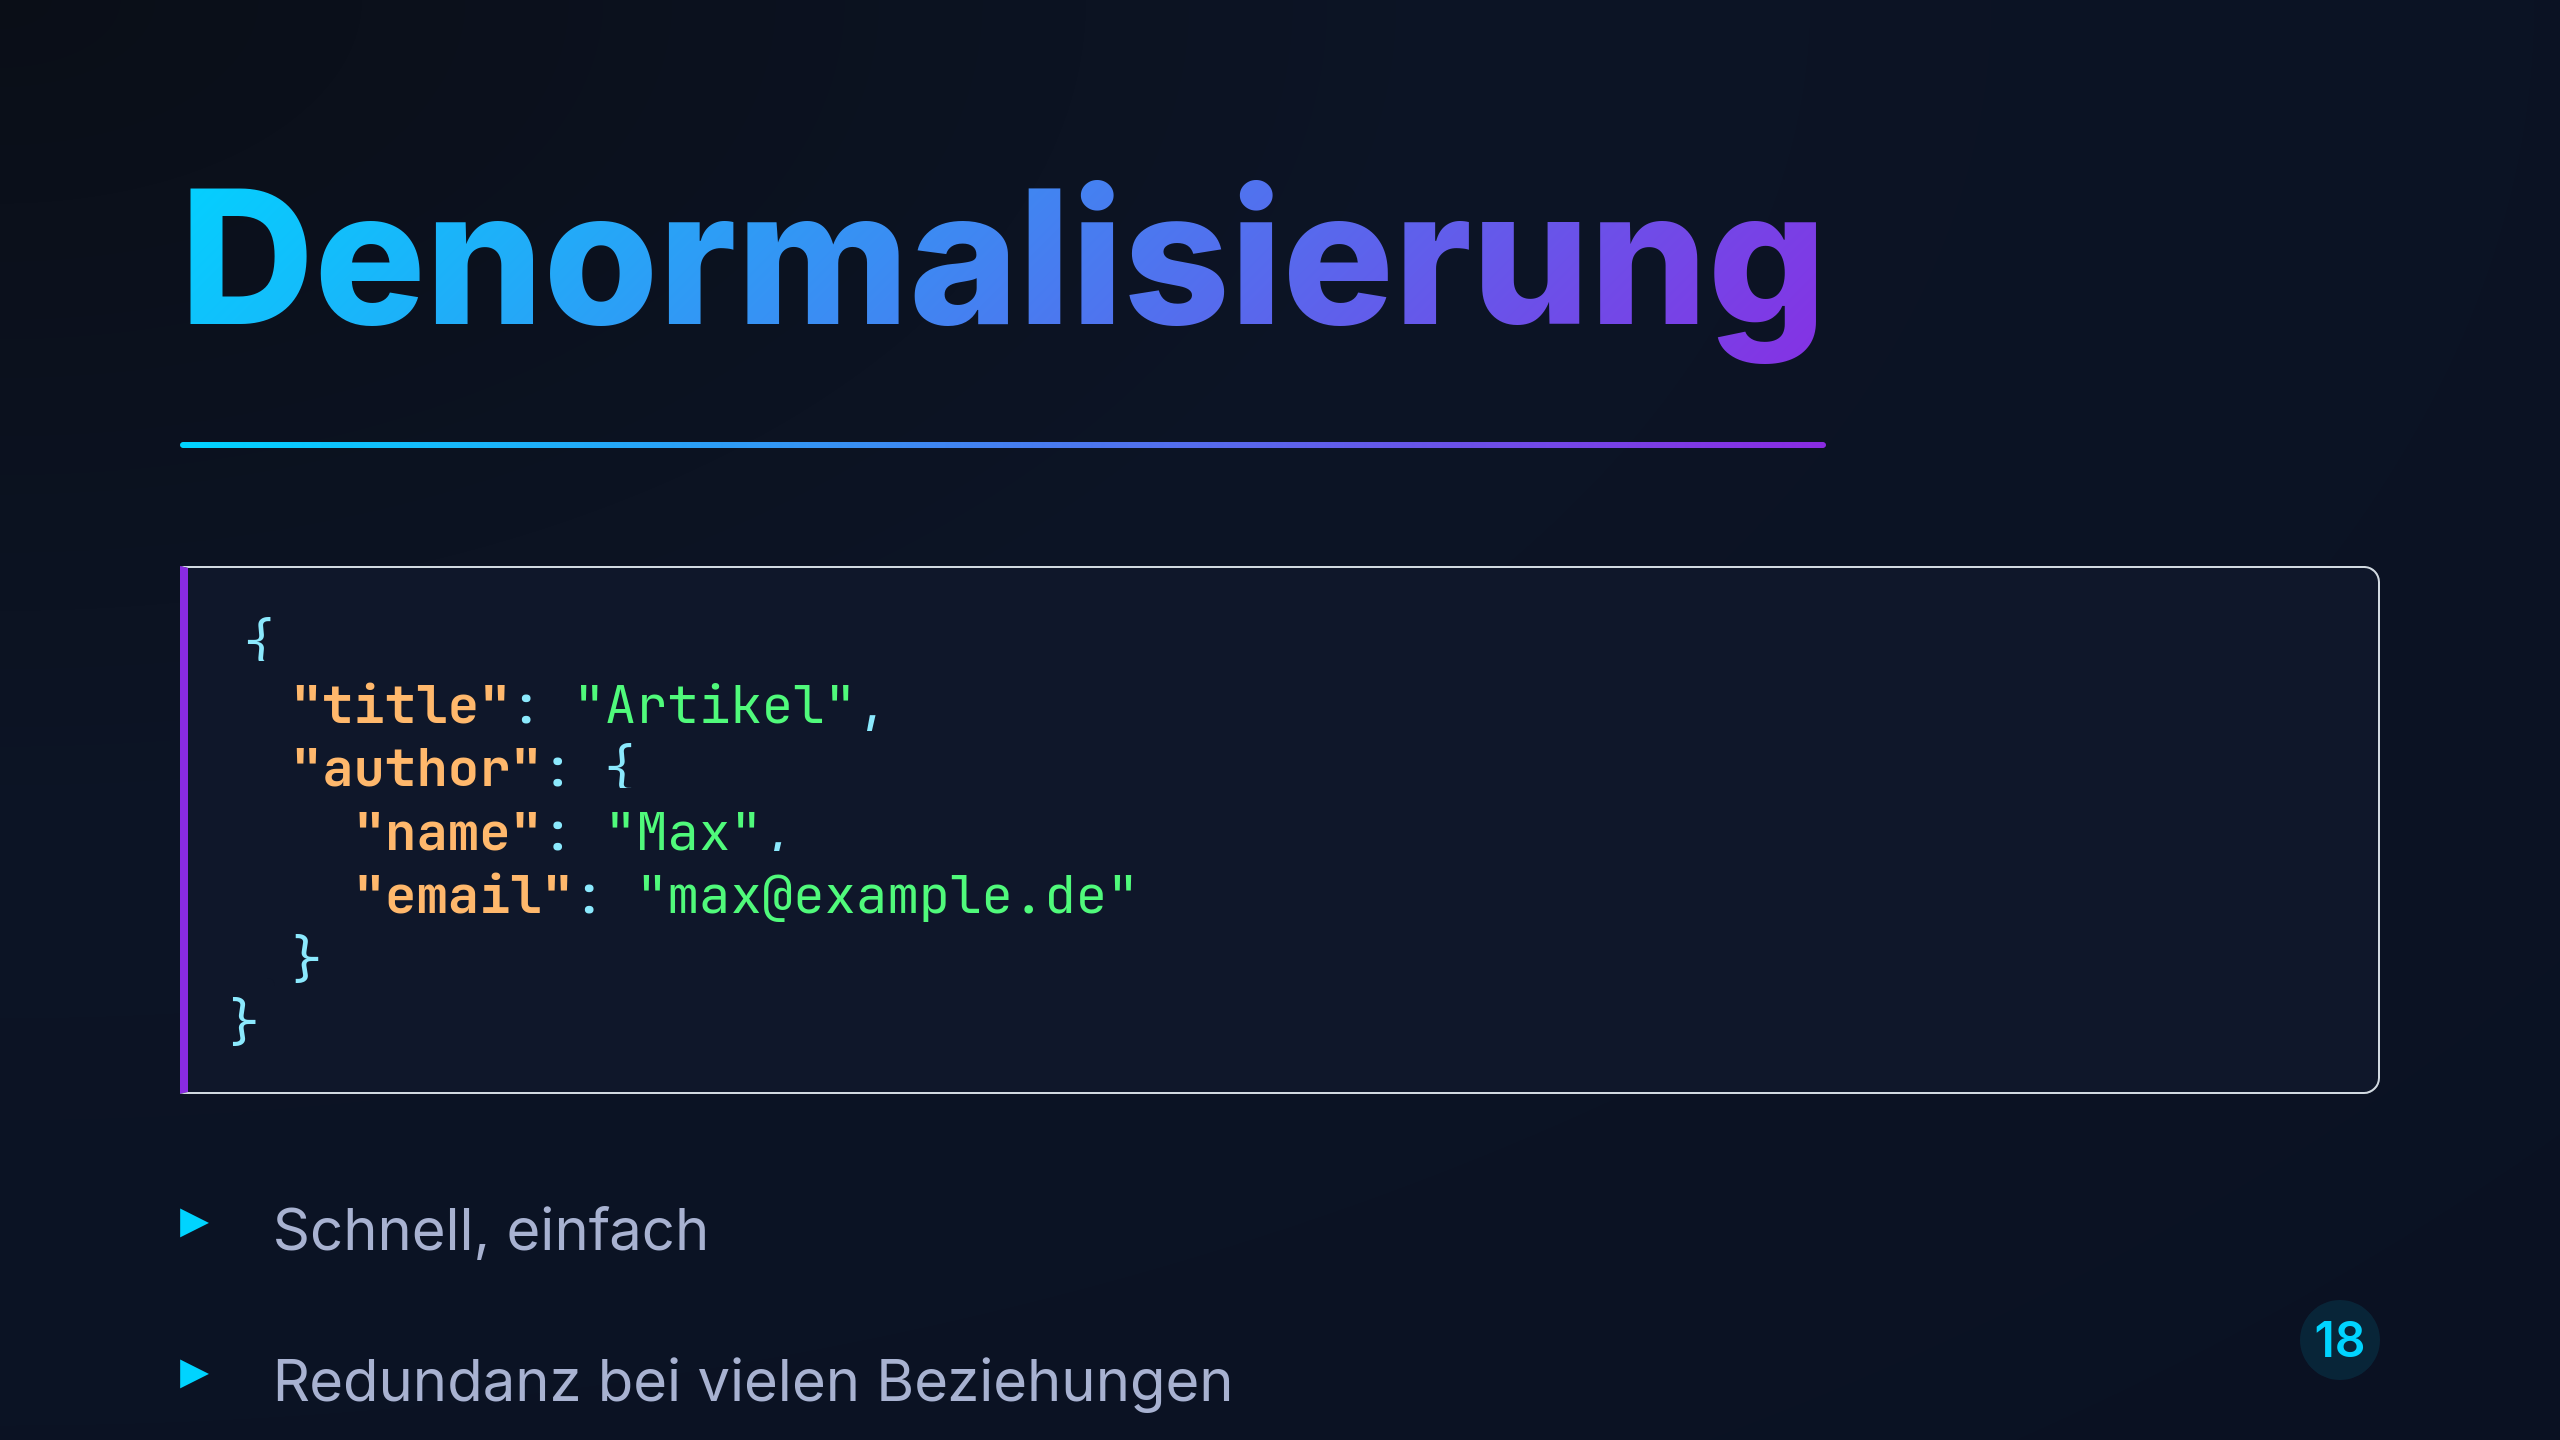 Denormalisierung
{
  "title": "Artikel",
  "author": {
    "name": "Max",
    "email": "max@example.de"
  }
}
Schnell, einfach
Redundanz bei vielen Beziehungen
18